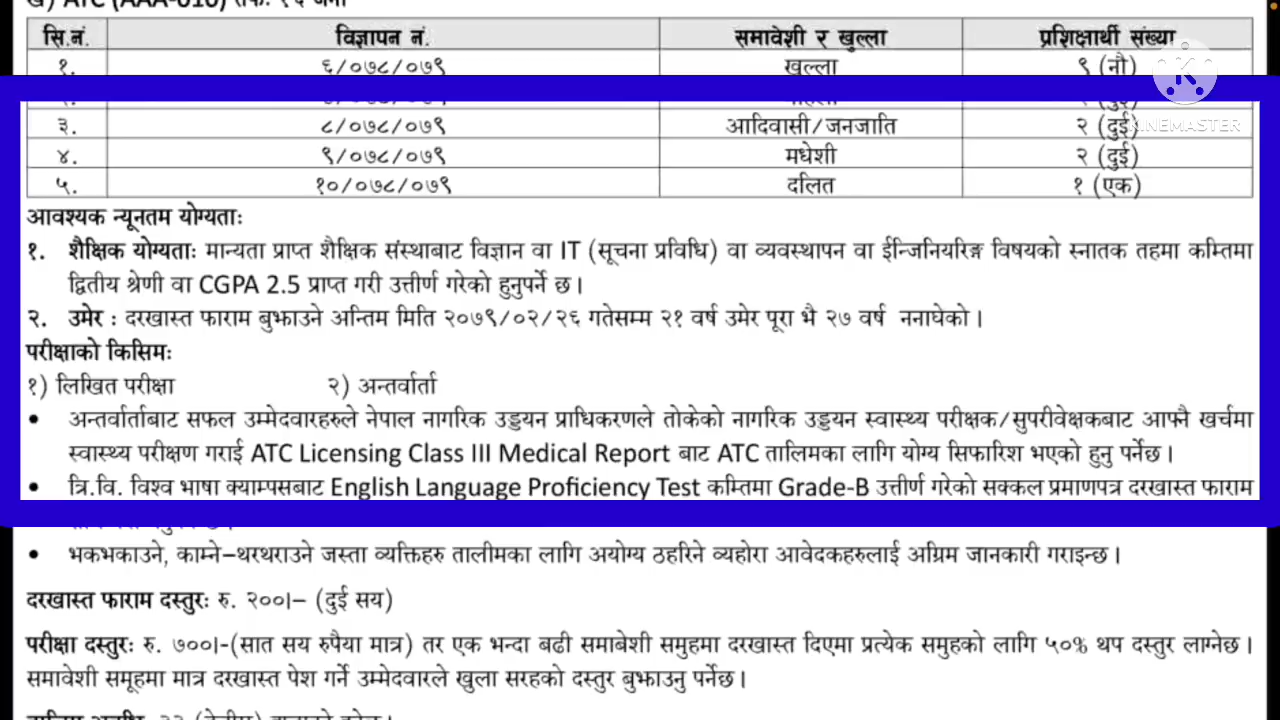 ख) ATC (AAA-010) तर्फः १६ जना
सि.नं. विज्ञापन नं. समावेशी र खुल्ला प्रशिक्षार्थी संख्या
१. ६/०७८/०७९ खुल्ला ९ (नौ)
३. ८/०७८/०७९ आदिवासी/जनजाति २ (दुई)
KINEMASTER
४. ९/०७८/०७९ मधेशी २ (दुई)
५. १०/०७८/०७९ दलित १ (एक)
आवश्यक न्यूनतम योग्यताः
१. शैक्षिक योग्यताः मान्यता प्राप्त शैक्षिक संस्थाबाट विज्ञान वा IT (सूचना प्रविधि) वा व्यवस्थापन वा ईन्जिनियरिङ्ग विषयको स्नातक तहमा कम्तिमा
द्वितीय श्रेणी वा CGPA 2.5 प्राप्त गरी उत्तीर्ण गरेको हुनुपर्ने छ।
२. उमेर : दरखास्त फाराम बुझाउने अन्तिम मिति २०७९/०२/२६ गतेसम्म २१ वर्ष उमेर पूरा भै २७ वर्ष ननाघेको।
परीक्षाको किसिमः
१) लिखित परीक्षा २) अन्तर्वार्ता
• अन्तर्वार्ताबाट सफल उम्मेदवारहरुले नेपाल नागरिक उड्डयन प्राधिकरणले तोकेको नागरिक उड्डयन स्वास्थ्य परीक्षक/सुपरीवेक्षकबाट आफ्नै खर्चमा
स्वास्थ्य परीक्षण गराई ATC Licensing Class III Medical Report बाट ATC तालिमका लागि योग्य सिफारिश भएको हुनु पर्नेछ।
• त्रि.वि. विश्व भाषा क्याम्पसबाट English Language Proficiency Test कम्तिमा Grade-B उत्तीर्ण गरेको सक्कल प्रमाणपत्र दरखास्त फाराम
• भकभकाउने, काम्ने–थरथराउने जस्ता व्यक्तिहरु तालीमका लागि अयोग्य ठहरिने व्यहोरा आवेदकहरुलाई अग्रिम जानकारी गराइन्छ।
दरखास्त फाराम दस्तुरः रु. २००।– (दुई सय)
परीक्षा दस्तुरः रु. ७००।-(सात सय रुपैया मात्र) तर एक भन्दा बढी समाबेशी समुहमा दरखास्त दिएमा प्रत्येक समुहको लागि ५०% थप दस्तुर लाग्नेछ।
समावेशी समूहमा मात्र दरखास्त पेश गर्ने उम्मेदवारले खुला सरहको दस्तुर बुझाउनु पर्नेछ।